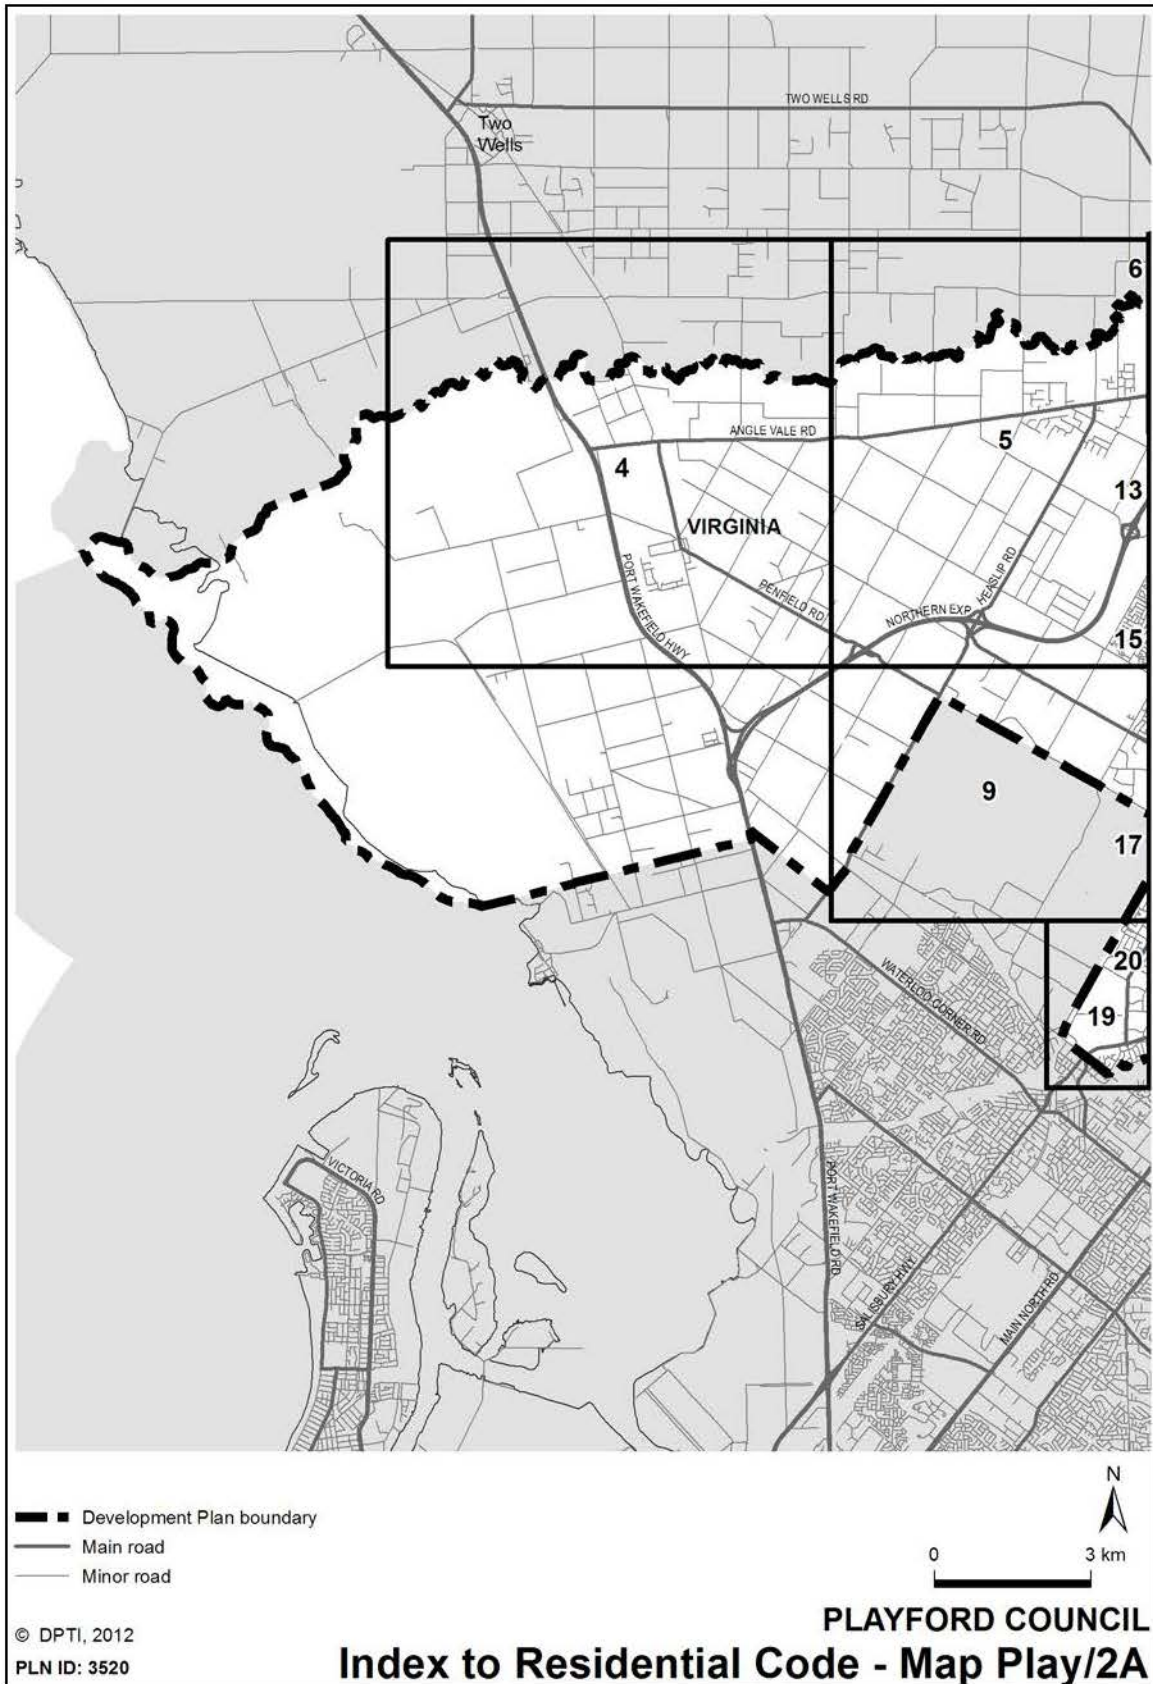 TWO WELLS RD
Two
Wells
6
ANGLE VALE RD
5
4
13
VIRGINIA
PORT WAKEFIELD HWY
PENFIELD RD
NORTHERN EXP
HEASLIP RD
15
9
17
20
WATERLOO CORNER RD
19
VICTORIA RD
PORT WAKEFIELD RD
SALISBURY HWY
MAIN NORTH RD
N
Development Plan boundary
Main road
Minor road
0 3 km
PLAYFORD COUNCIL
© DPTI, 2012
PLN ID: 3520
Index to Residential Code - Map Play/2A